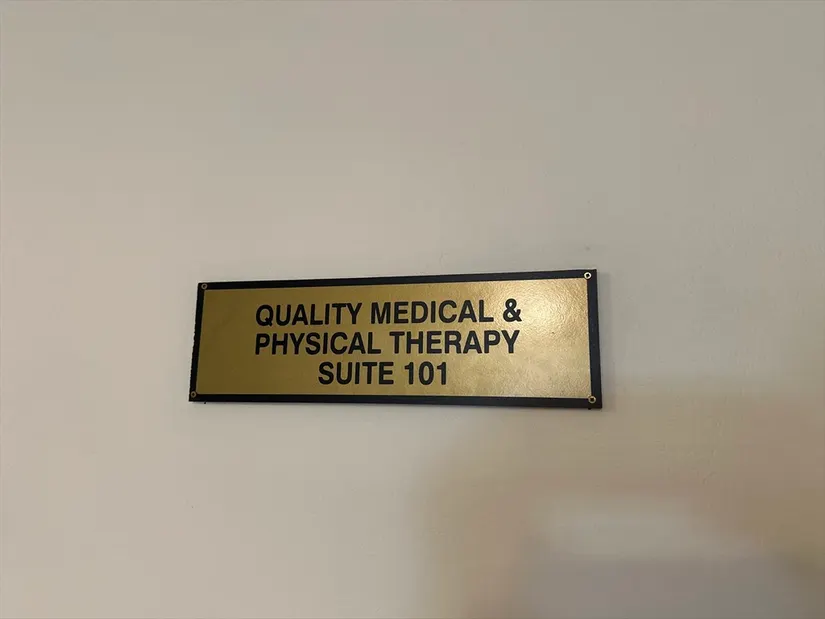 QUALITY MEDICAL &
PHYSICAL THERAPY
SUITE 101